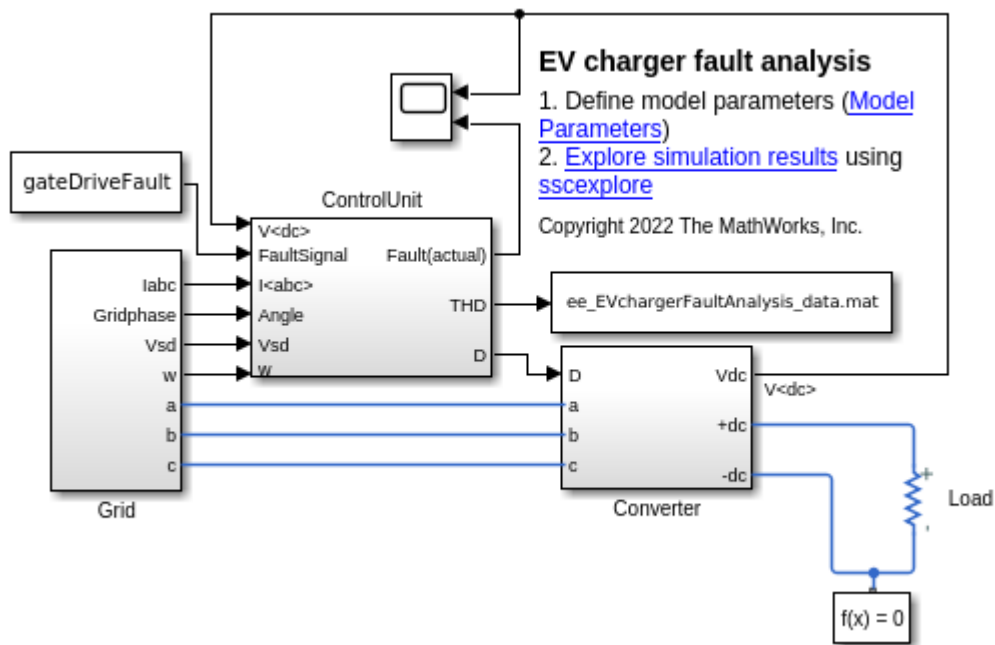 EV charger fault analysis
1. Define model parameters (Model
Parameters)
2. Explore simulation results using
sscexplore
Copyright 2022 The MathWorks, Inc.
gateDriveFault
ControlUnit
V<dc>
FaultSignal
I<abc>
Angle
Vsd
w
Fault(actual)
THD
D
ee_EVchargerFaultAnalysis_data.mat
Iabc
Gridphase
Vsd
w
a
b
c
Grid
D
a
b
c
Vdc
+dc
-dc
Converter
V<dc>
+
-
Load
f(x) = 0